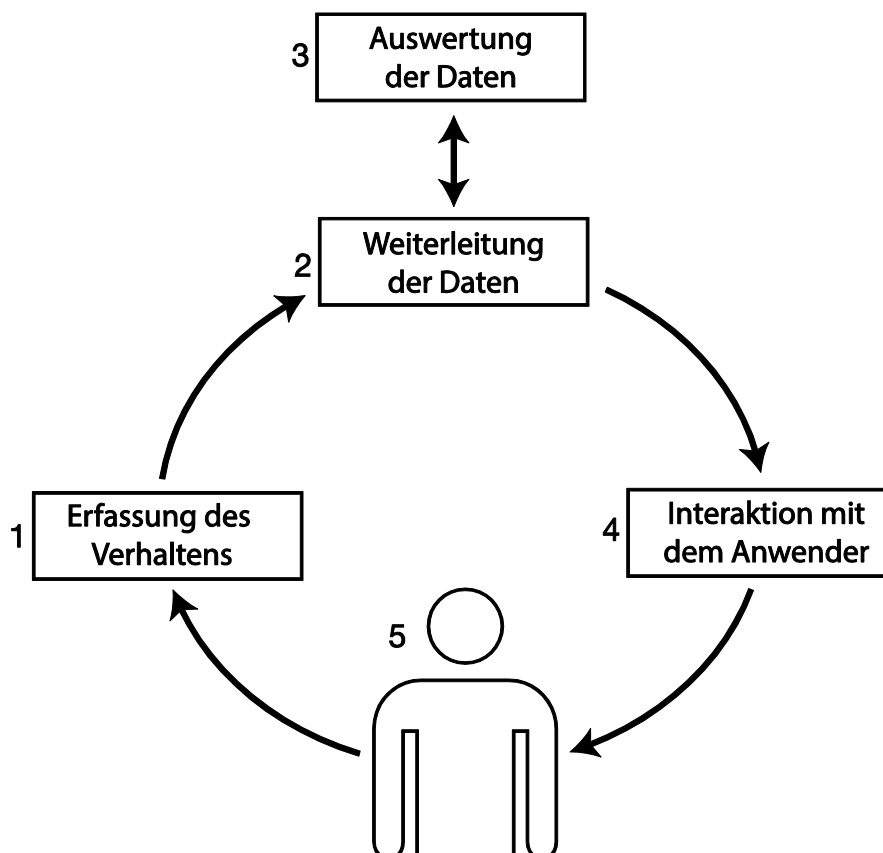 3
Auswertung
der Daten
2
Weiterleitung
der Daten
1
Erfassung des
Verhaltens
4
Interaktion mit
dem Anwender
5